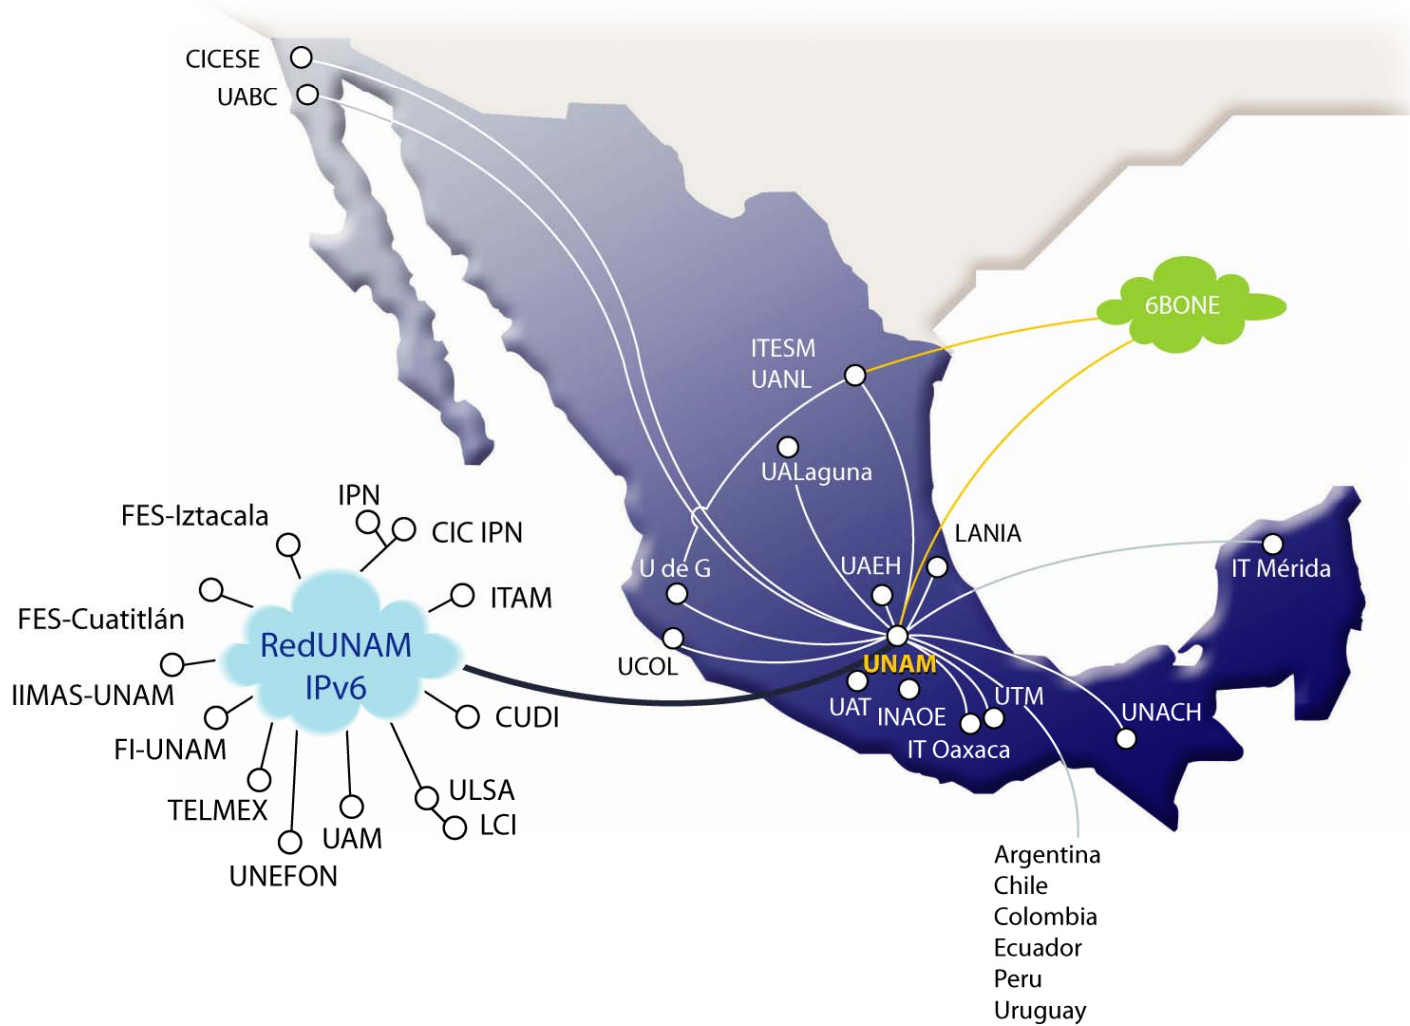 CICESE
UABC
6BONE
ITESM
UANL
UALaguna
IPN
FES-Iztacala
CIC IPN
LANIA
UAEH
U de G
IT Mérida
ITAM
FES-Cuatitlán
RedUNAM
IPv6
UCOL
UNAM
IIMAS-UNAM
UAT
INAOE
UTM
UNACH
CUDI
FI-UNAM
IT Oaxaca
TELMEX
ULSA
LCI
UAM
UNEFON
Argentina
Chile
Colombia
Ecuador
Peru
Uruguay